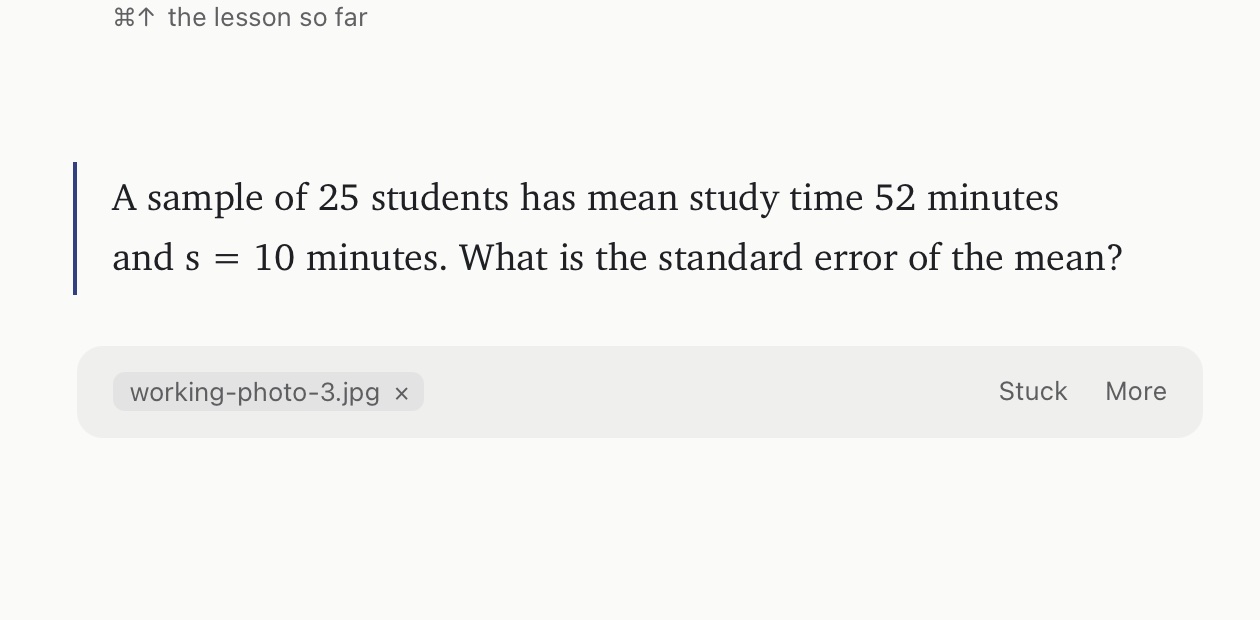 ⌘↑ the lesson so far
A sample of 25 students has mean study time 52 minutes
and s = 10 minutes. What is the standard error of the mean?
working-photo-3.jpg ×
Stuck More